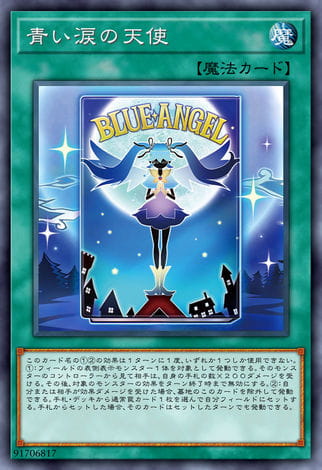 青い涙の天使
魔
【魔法カード】
BLUE★ANGEL
このカード名の①②の効果は1ターンに1度、いずれか1つしか使用できない。
①:フィールドの表側表示モンスター1体を対象として発動できる。そのモンス
ターのコントローラーから見て相手は、自身の手札の数×200ダメージを受
ける。その後、対象のモンスターの効果をターン終了時まで無効にする。②:自
分または相手が効果ダメージを受けた場合、墓地のこのカードを除外して発動
できる。手札・デッキから通常罠カード1枚を選んで自分フィールドにセットす
る。手札からセットした場合、そのカードはセットしたターンでも発動できる。
91706817